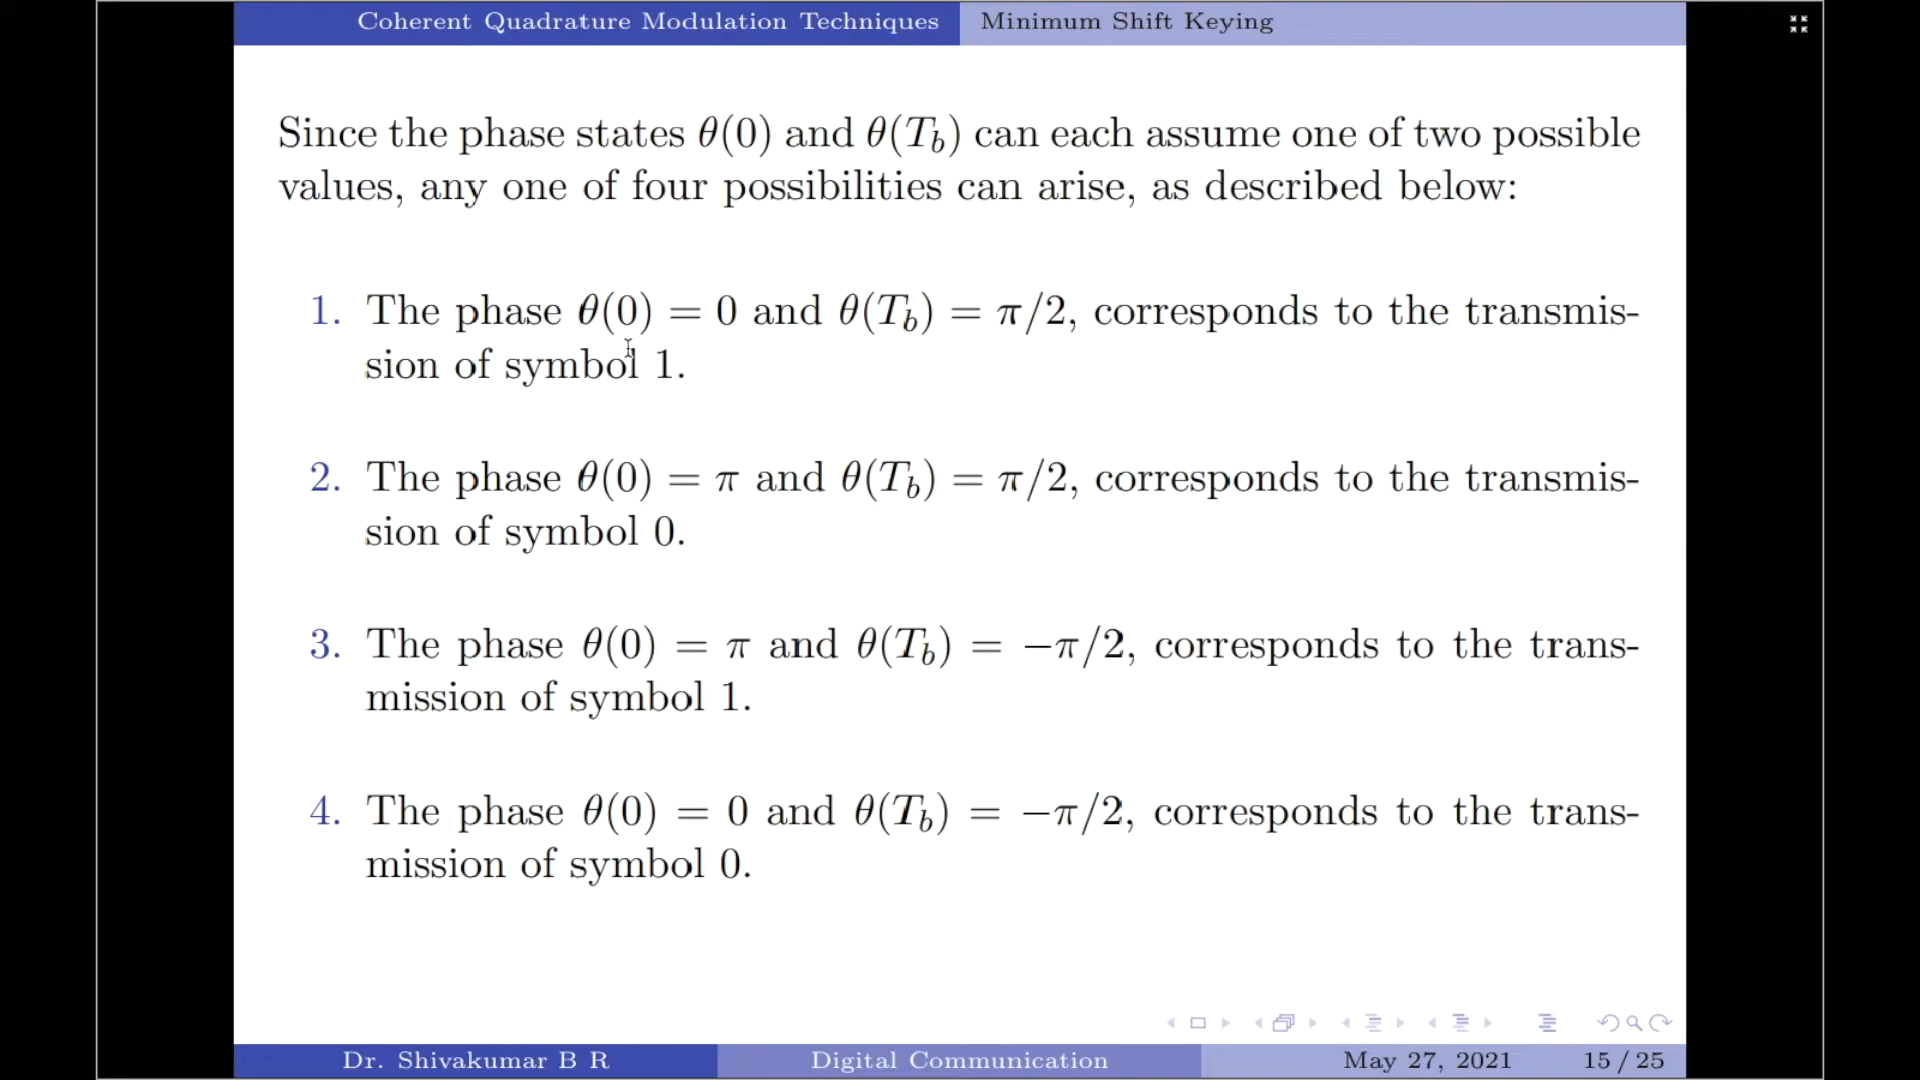 Coherent Quadrature Modulation Techniques Minimum Shift Keying
Since the phase states θ(0) and θ(T_b) can each assume one of two possible
values, any one of four possibilities can arise, as described below:
1. The phase θ(0) = 0 and θ(T_b) = π/2, corresponds to the transmis-
sion of symbol 1.
2. The phase θ(0) = π and θ(T_b) = π/2, corresponds to the transmis-
sion of symbol 0.
3. The phase θ(0) = π and θ(T_b) = −π/2, corresponds to the trans-
mission of symbol 1.
4. The phase θ(0) = 0 and θ(T_b) = −π/2, corresponds to the trans-
mission of symbol 0.
Dr. Shivakumar B R Digital Communication May 27, 2021 15 / 25